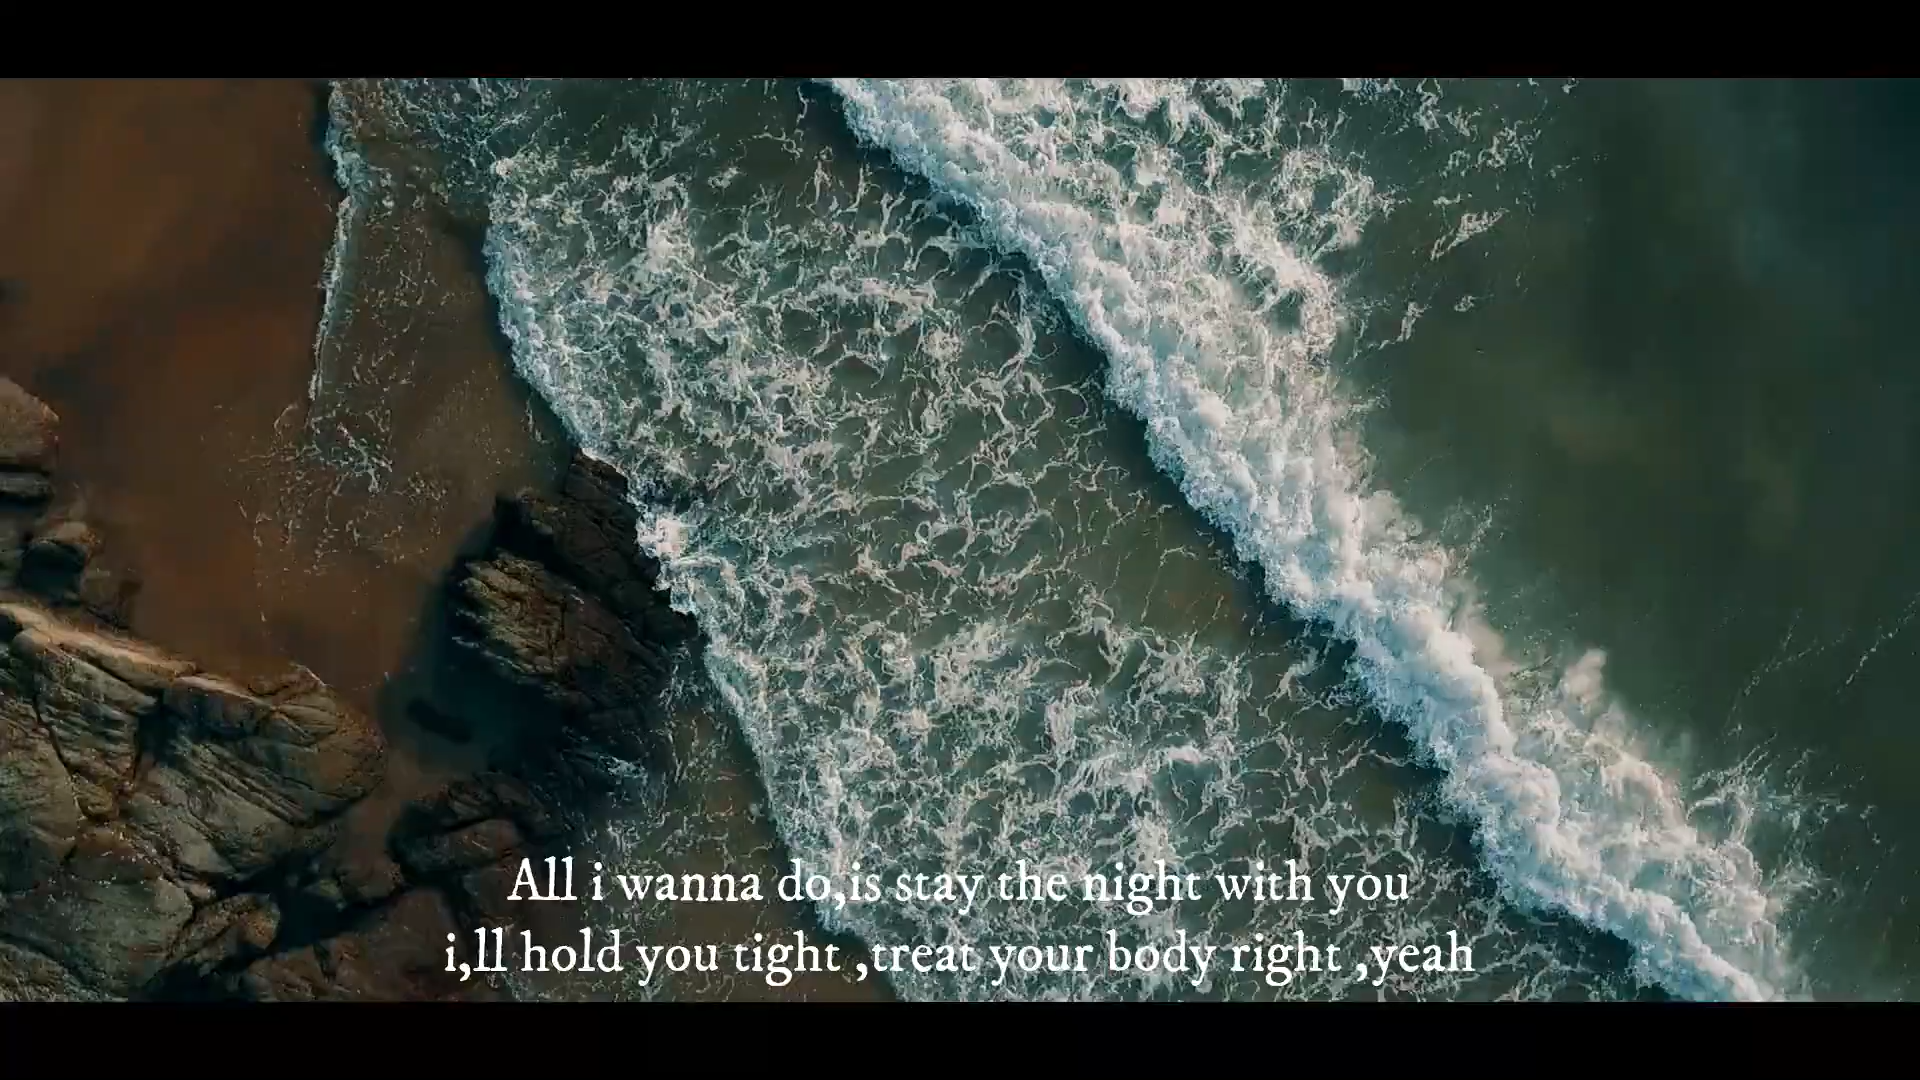 All i wanna do,is stay the night with you
i,ll hold you tight ,treat your body right ,yeah